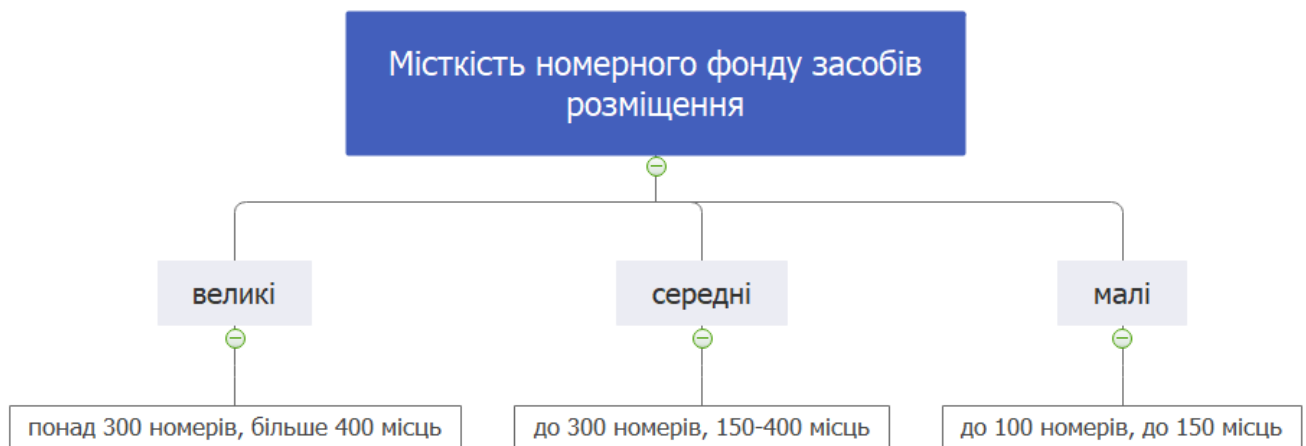 Місткість номерного фонду засобів
розміщення
великі
середні
малі
понад 300 номерів, більше 400 місць
до 300 номерів, 150-400 місць
до 100 номерів, до 150 місць